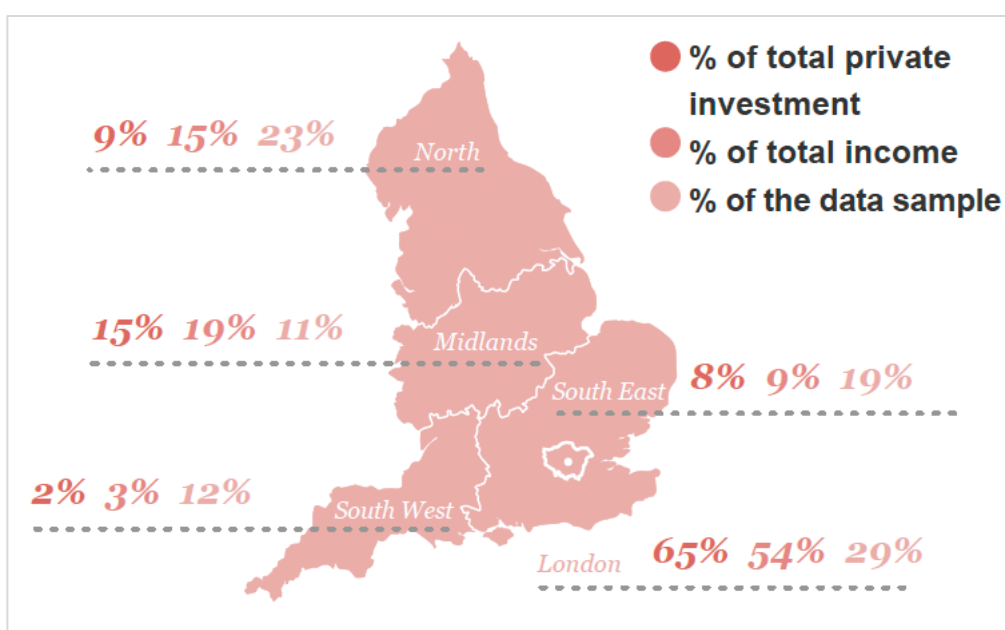 % of total private
investment
% of total income
% of the data sample
9% 15% 23%
North
15% 19% 11%
Midlands
8% 9% 19%
South East
2% 3% 12%
South West
London 65% 54% 29%